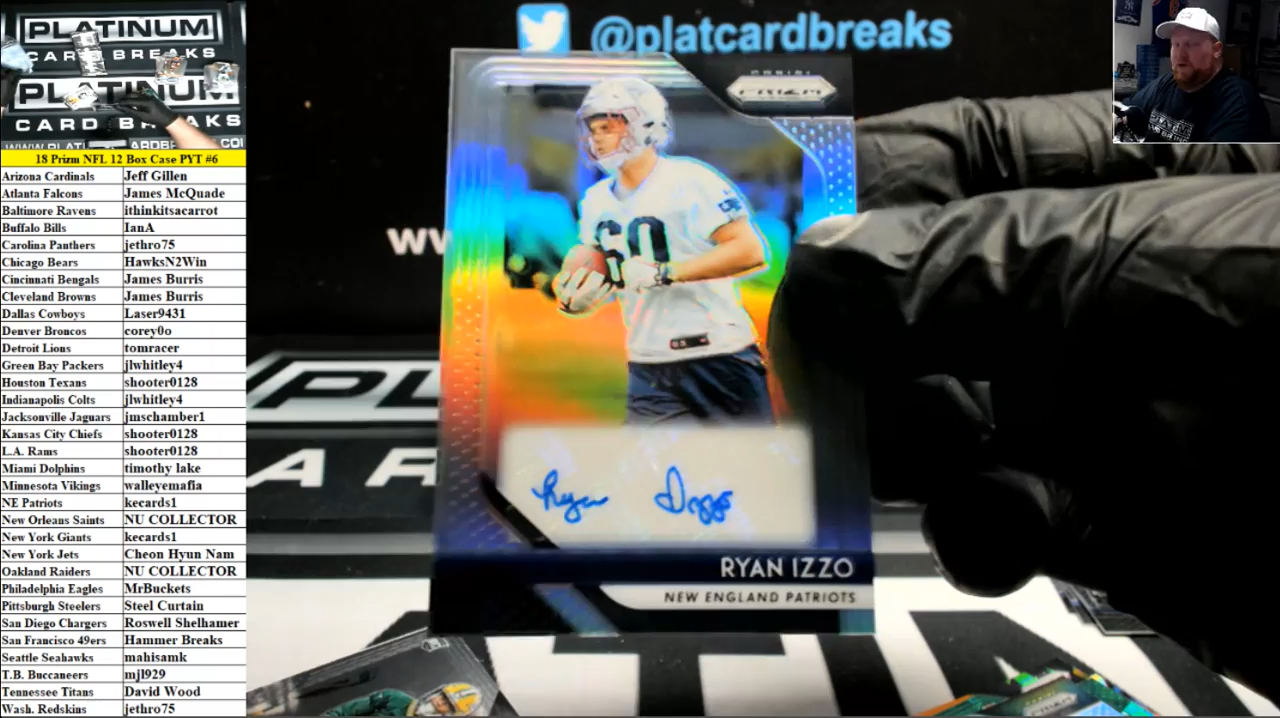 PLATINUM
CARD BREAKS
PLATINUM
CARD BREAKS
@platcardbreaks
PANINI
PRIZM
60
Ryan Izzo
RYAN IZZO
NEW ENGLAND PATRIOTS
18 Prizm NFL 12 Box Case PYT #6
Arizona Cardinals Jeff Gillen
Atlanta Falcons James McQuade
Baltimore Ravens ithinkitsacarrot
Buffalo Bills IanA
Carolina Panthers jethro75
Chicago Bears HawksN2Win
Cincinnati Bengals James Burris
Cleveland Browns James Burris
Dallas Cowboys Laser9431
Denver Broncos corey0o
Detroit Lions tomracer
Green Bay Packers jlwhitley4
Houston Texans shooter0128
Indianapolis Colts jlwhitley4
Jacksonville Jaguars jmschamber1
Kansas City Chiefs shooter0128
L.A. Rams shooter0128
Miami Dolphins timothy lake
Minnesota Vikings walleyemafia
NE Patriots kecards1
New Orleans Saints NU COLLECTOR
New York Giants kecards1
New York Jets Cheon Hyun Nam
Oakland Raiders NU COLLECTOR
Philadelphia Eagles MrBuckets
Pittsburgh Steelers Steel Curtain
San Diego Chargers Roswell Shelhamer
San Francisco 49ers Hammer Breaks
Seattle Seahawks mahisamk
T.B. Buccaneers mjl929
Tennessee Titans David Wood
Wash. Redskins jethro75